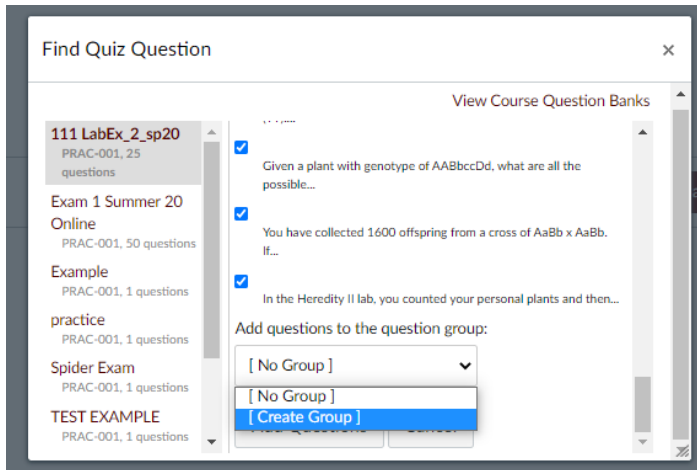 Find Quiz Question
×
View Course Question Banks
111 LabEx_2_sp20
PRAC-001, 25
questions
Exam 1 Summer 20
Online
PRAC-001, 50 questions
Example
PRAC-001, 1 questions
practice
PRAC-001, 1 questions
Spider Exam
PRAC-001, 1 questions
TEST EXAMPLE
PRAC-001, 1 questions
Given a plant with genotype of AABbccDd, what are all the
possible...
You have collected 1600 offspring from a cross of AaBb x AaBb.
If...
In the Heredity II lab, you counted your personal plants and then...
Add questions to the question group:
[ No Group ]
[ No Group ]
[ Create Group ]